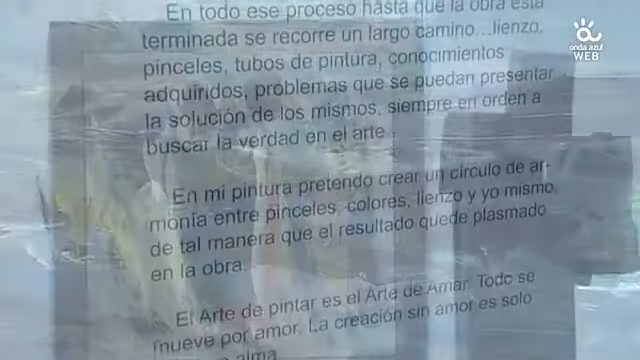 En todo ese proceso hasta que la obra está
terminada se recorre un largo camino...lienzo,
pinceles, tubos de pintura, conocimientos
adquiridos, problemas que se puedan presentar
la solución de los mismos, siempre en orden a
buscar la verdad en el arte.
En mi pintura pretendo crear un círculo de ar-
monía entre pinceles, colores, lienzo y yo mismo,
de tal manera que el resultado quede plasmado
en la obra.
El Arte de pintar es el Arte de Amar. Todo se
mueve por amor. La creación sin amor es solo
alma
onda azul
WEB